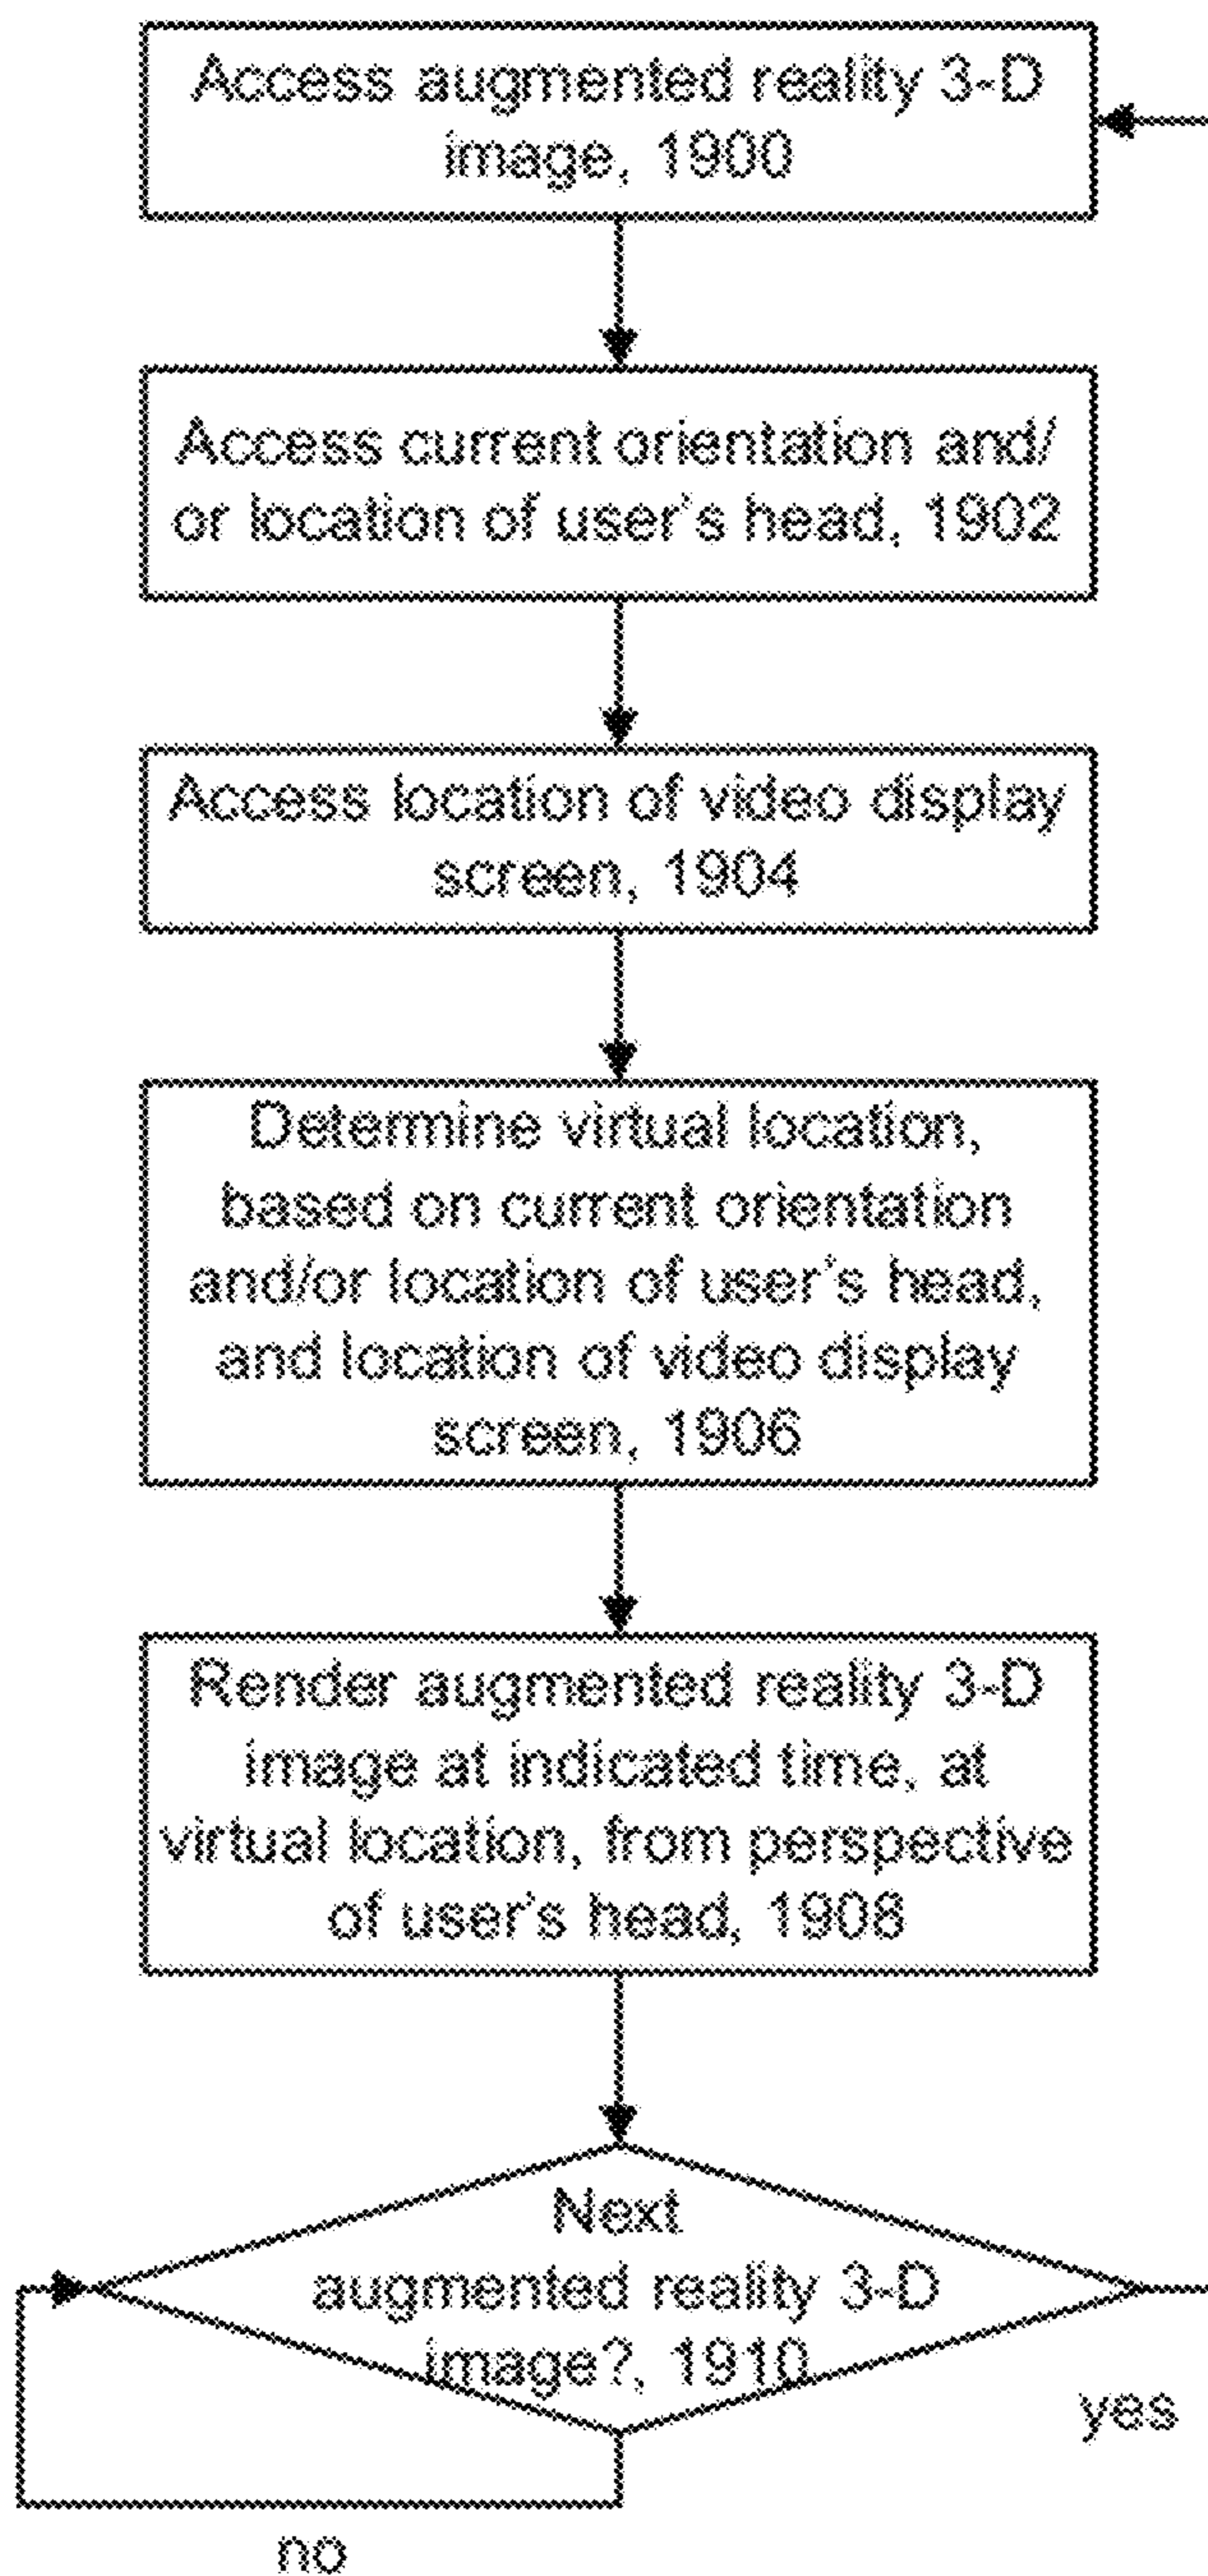 Access augmented reality 3-D
image, 1900
Access current orientation and/
or location of user's head, 1902
Access location of video display
screen, 1904
Determine virtual location,
based on current orientation
and/or location of user's head,
and location of video display
screen, 1906
Render augmented reality 3-D
image at indicated time, at
virtual location, from perspective
of user's head, 1908
Next
augmented reality 3-D
image?, 1910
yes
no